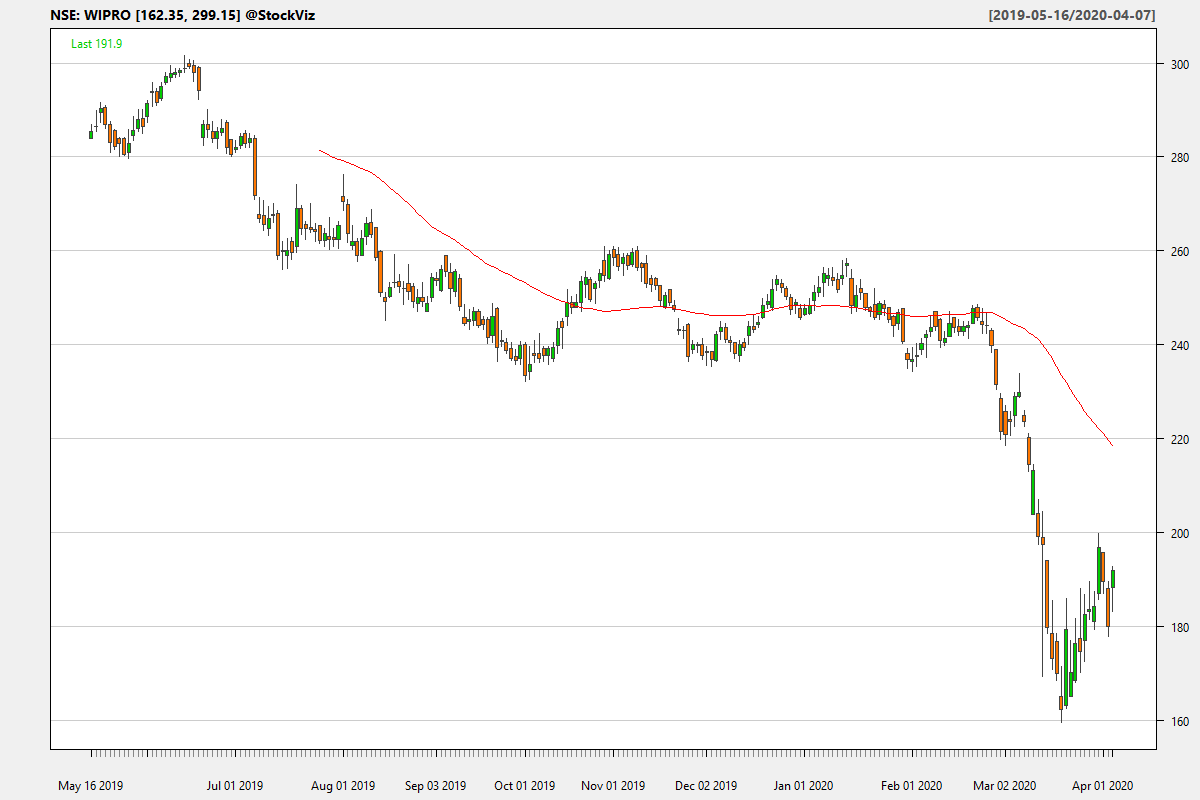 NSE: WIPRO [162.35, 299.15] @StockViz
[2019-05-16/2020-04-07]
Last 191.9
300
280
260
240
220
200
180
160
May 16 2019
Jul 01 2019
Aug 01 2019
Sep 03 2019
Oct 01 2019
Nov 01 2019
Dec 02 2019
Jan 01 2020
Feb 01 2020
Mar 02 2020
Apr 01 2020